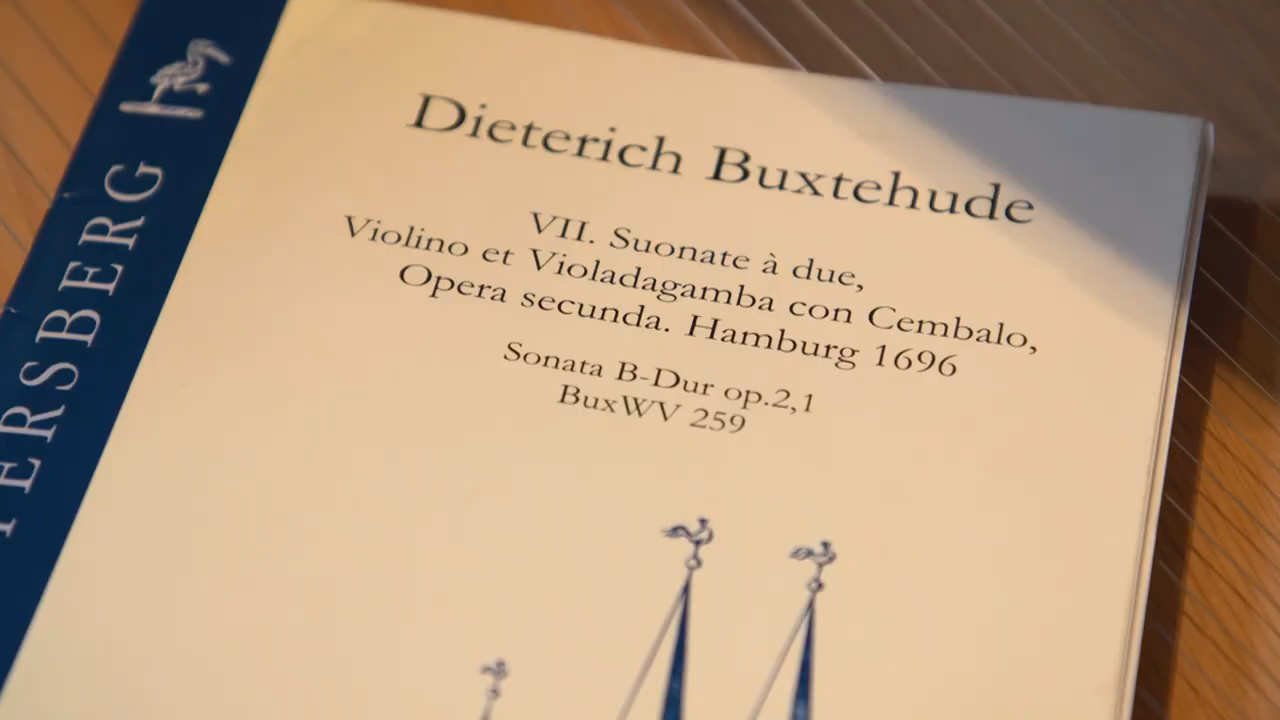 Dieterich Buxtehude
VII. Suonate à due,
Violino et Violadagamba con Cembalo,
Opera secunda. Hamburg 1696
Sonata B-Dur op.2,1
BuxWV 259